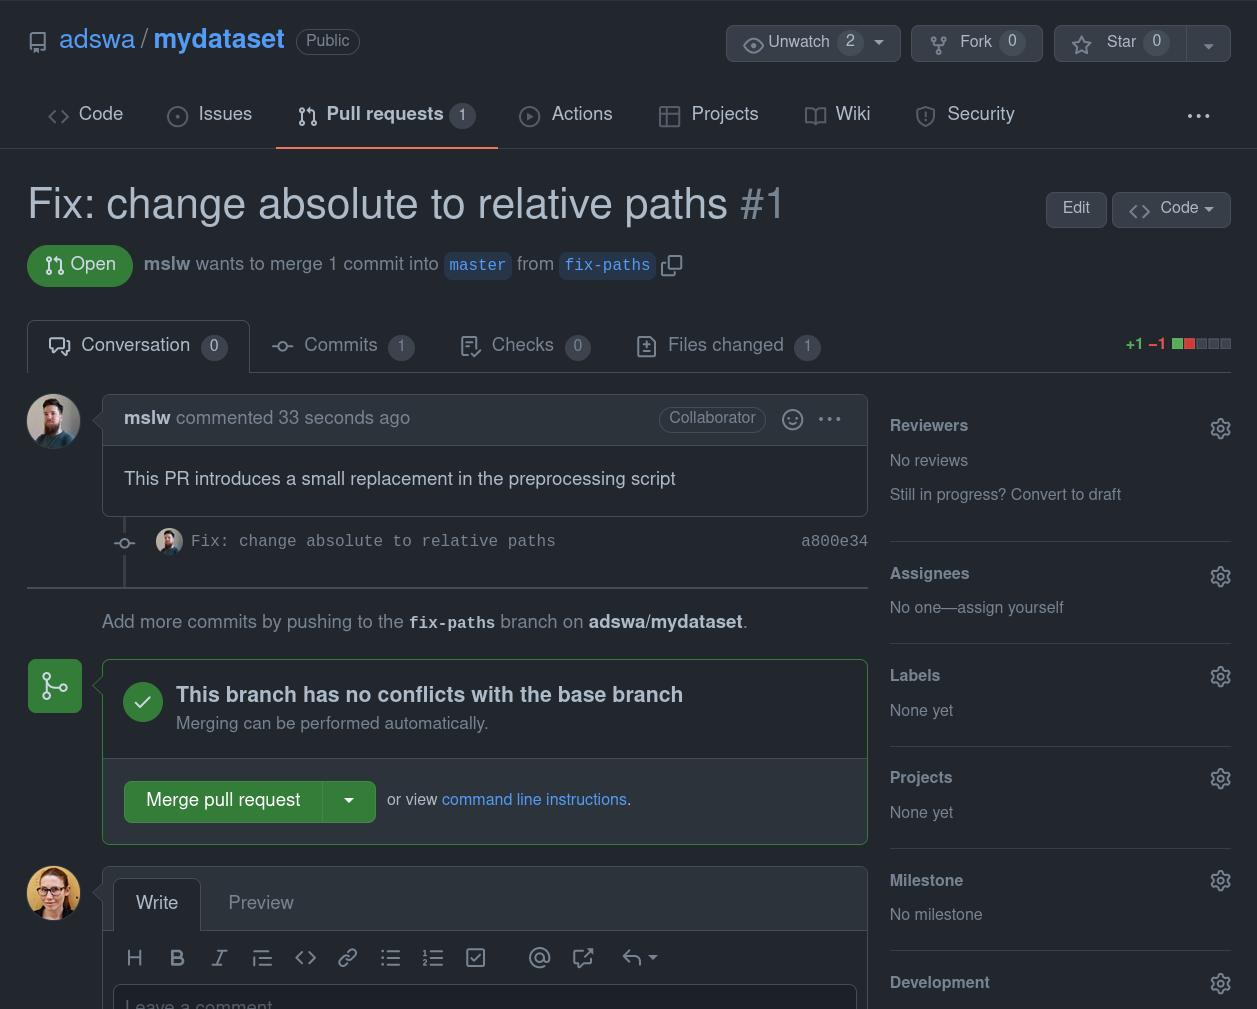 adswa / mydataset Public
Unwatch 2 Fork 0 Star 0
Code Issues Pull requests 1 Actions Projects Wiki Security
Fix: change absolute to relative paths #1
Edit Code
Open mslw wants to merge 1 commit into master from fix-paths
Conversation 0 Commits 1 Checks 0 Files changed 1
+1 −1
mslw commented 33 seconds ago Collaborator
This PR introduces a small replacement in the preprocessing script
Fix: change absolute to relative paths a800e34
Add more commits by pushing to the fix-paths branch on adswa/mydataset.
This branch has no conflicts with the base branch
Merging can be performed automatically.
Merge pull request or view command line instructions.
Write Preview
Leave a comment
Reviewers
No reviews
Still in progress? Convert to draft
Assignees
No one—assign yourself
Labels
None yet
Projects
None yet
Milestone
No milestone
Development